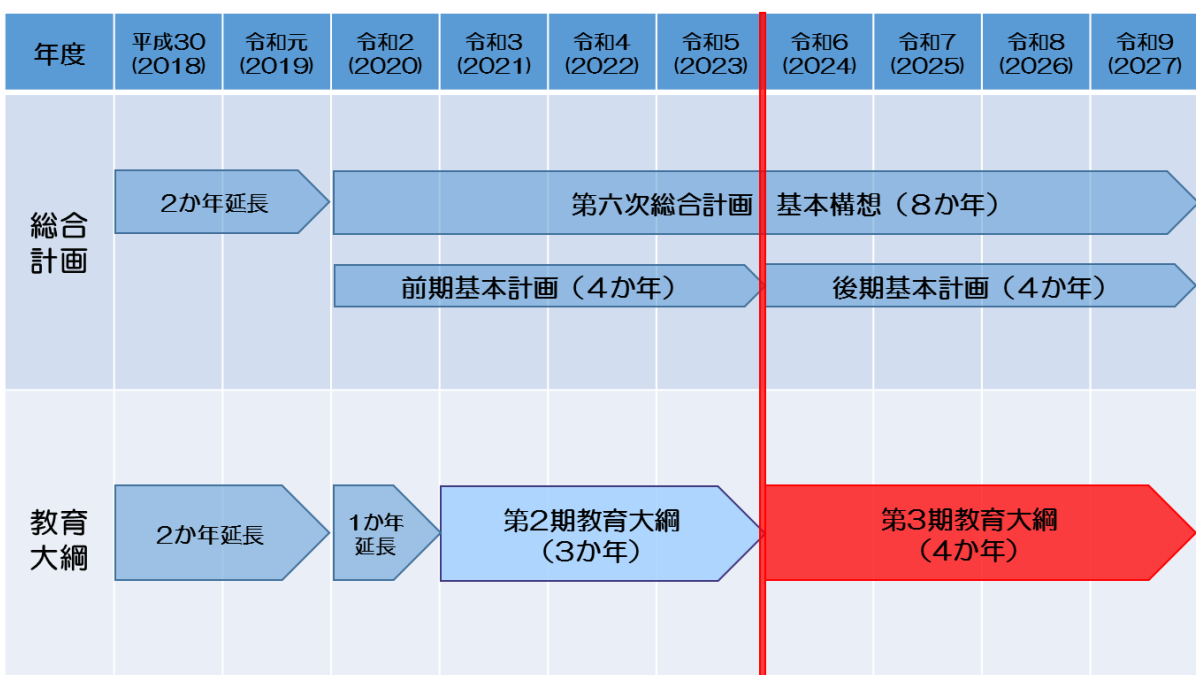 年度
平成30
(2018)
令和元
(2019)
令和2
(2020)
令和3
(2021)
令和4
(2022)
令和5
(2023)
令和6
(2024)
令和7
(2025)
令和8
(2026)
令和9
(2027)
総合
計画
2か年延長
第六次総合計画 基本構想(8か年)
前期基本計画(4か年)
後期基本計画(4か年)
教育
大綱
2か年延長
1か年
延長
第2期教育大綱
(3か年)
第3期教育大綱
(4か年)